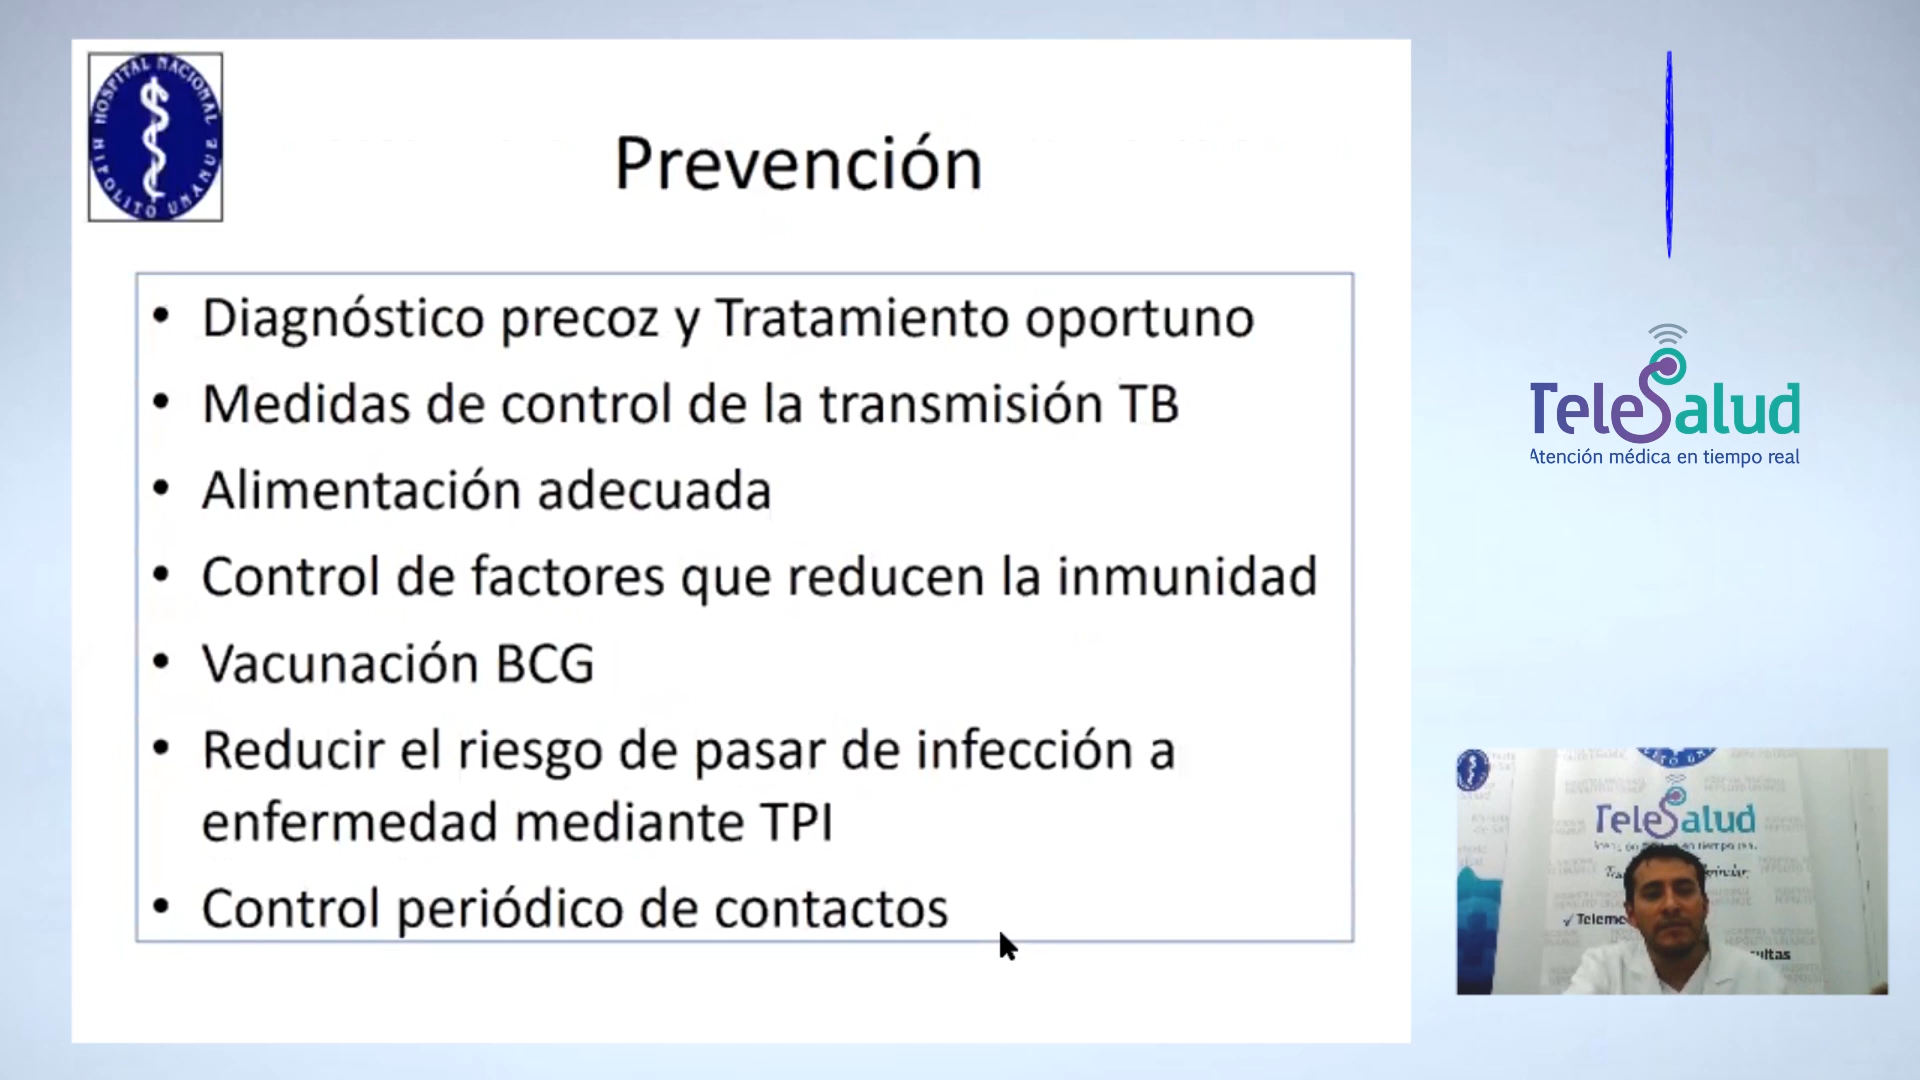 HOSPITAL NACIONAL
HIPOLITO UNANUE
Prevención
• Diagnóstico precoz y Tratamiento oportuno
• Medidas de control de la transmisión TB
• Alimentación adecuada
• Control de factores que reducen la inmunidad
• Vacunación BCG
• Reducir el riesgo de pasar de infección a
enfermedad mediante TPI
• Control periódico de contactos
TeleSalud
Atención médica en tiempo real
TeleSalud